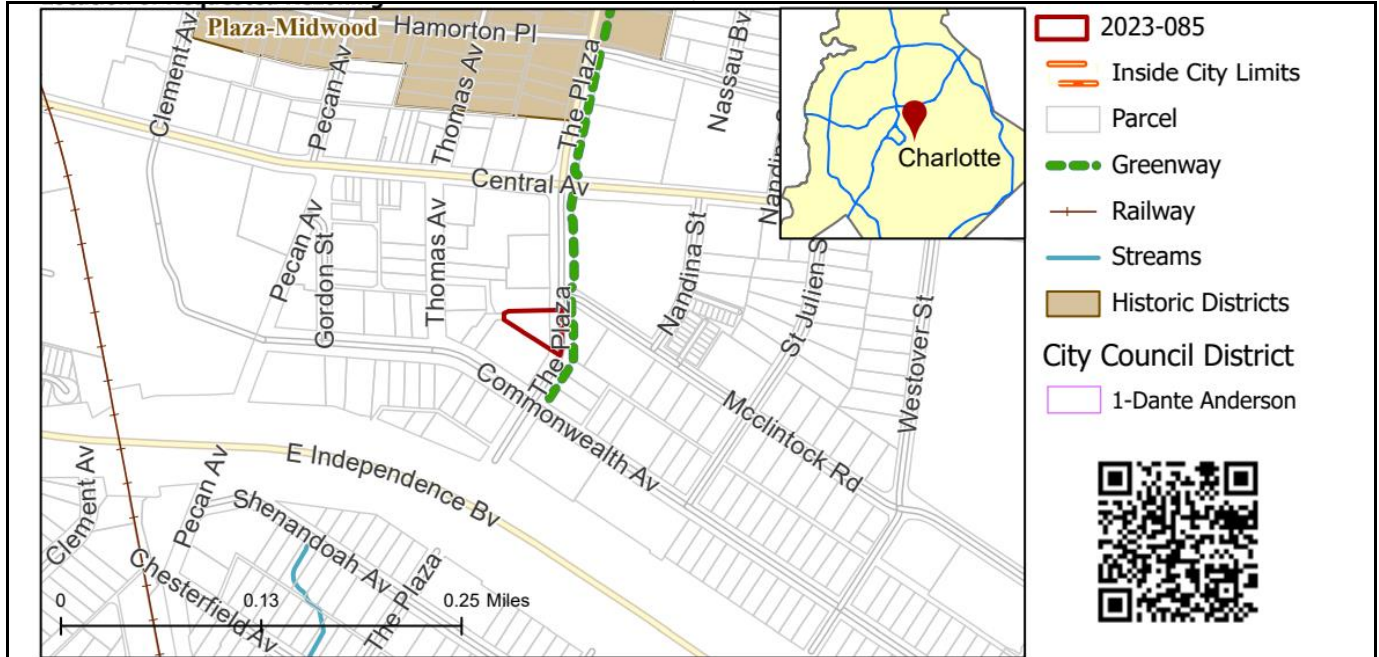 Plaza-Midwood
Hamorton Pl
Clement Av
Pecan Av
Thomas Av
The Plaza
Nassau Bv
Central Av
Pecan Av
Gordon St
Thomas Av
The Plaza
The Plaza
Nandina St
St Julien S
Westover St
Commonwealth Av
Mcclintock Rd
E Independence Bv
Clement Av
Pecan Av
Shenandoah Av
Chesterfield Av
The Plaza
0
0.13
0.25 Miles
Charlotte
2023-085
Inside City Limits
Parcel
Greenway
Railway
Streams
Historic Districts
City Council District
1-Dante Anderson